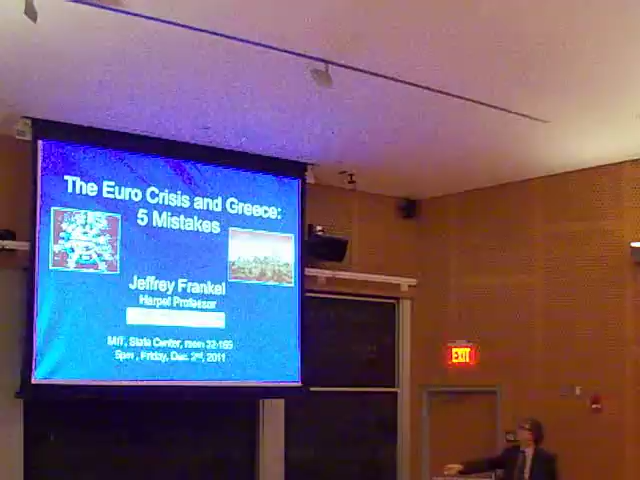 The Euro Crisis and Greece:
5 Mistakes
Jeffrey Frankel
Harpel Professor
MIT, Stata Center, room 32-155
5pm, Friday, Dec. 2nd, 2011
EXIT